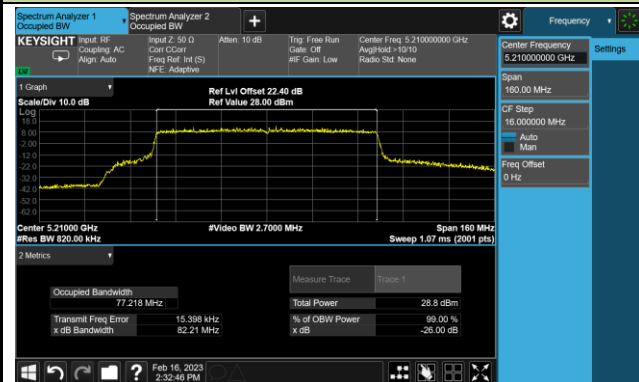 Spectrum Analyzer 1
Occupied BW
Spectrum Analyzer 2
Occupied BW
Frequency
KEYSIGHT
Input: RF
Coupling: AC
Align: Auto
Input Z: 50 Ω
Corr CCorr
Freq Ref: Int (S)
NFE: Adaptive
Atten: 10 dB
Trig: Free Run
Gate: Off
#IF Gain: Low
Center Freq: 5.210000000 GHz
Avg|Hold:>10/10
Radio Std: None
Center Frequency
5.210000000 GHz
Settings
Span
160.00 MHz
CF Step
16.000000 MHz
Auto
Man
Freq Offset
0 Hz
1 Graph
Scale/Div 10.0 dB
Ref Lvl Offset 22.40 dB
Ref Value 28.00 dBm
Log
18.0
8.00
-2.00
-12.0
-22.0
-32.0
-42.0
-52.0
-62.0
Center 5.21000 GHz
#Res BW 820.00 kHz
#Video BW 2.7000 MHz
Span 160 MHz
Sweep 1.07 ms (2001 pts)
2 Metrics
Measure Trace
Trace 1
Occupied Bandwidth
77.218 MHz
Total Power
28.8 dBm
Transmit Freq Error
15.398 kHz
% of OBW Power
99.00 %
x dB Bandwidth
82.21 MHz
x dB
-26.00 dB
Feb 16, 2023
2:32:46 PM